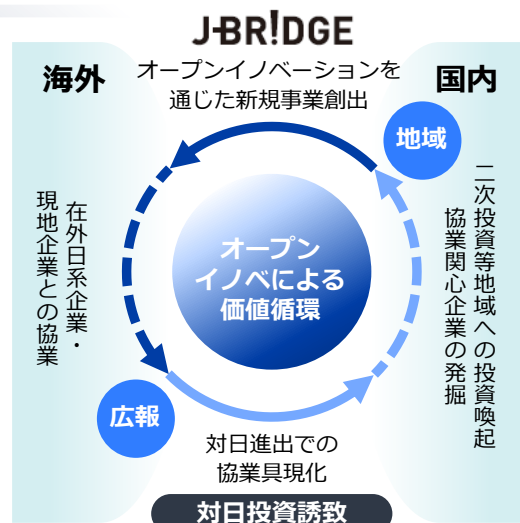 J-BR!DGE
海外
オープンイノベーションを
通じた新規事業創出
国内
地域
在外日系企業・
現地企業との協業
オープン
イノベによる
価値循環
二次投資等地域への投資喚起
協業関心企業の発掘
広報
対日進出での
協業具現化
対日投資誘致